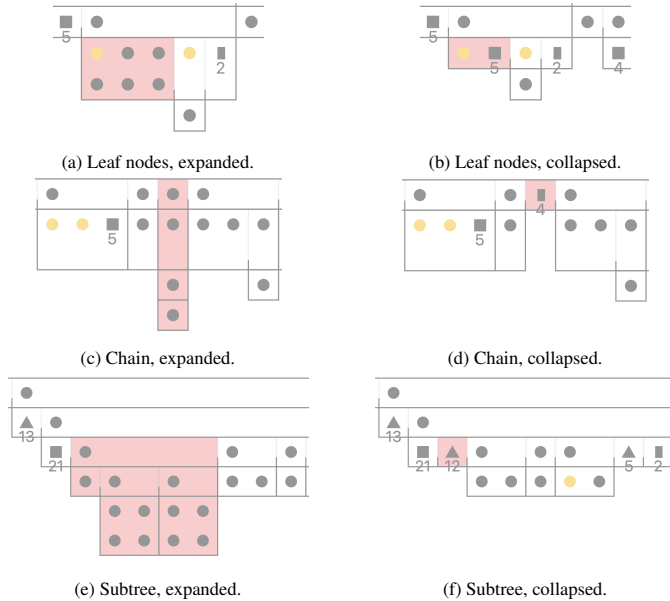 5
2
5
5
2
4
(a) Leaf nodes, expanded.
(b) Leaf nodes, collapsed.
5
4
5
(c) Chain, expanded.
(d) Chain, collapsed.
13
21
13
21
12
5
2
(e) Subtree, expanded.
(f) Subtree, collapsed.